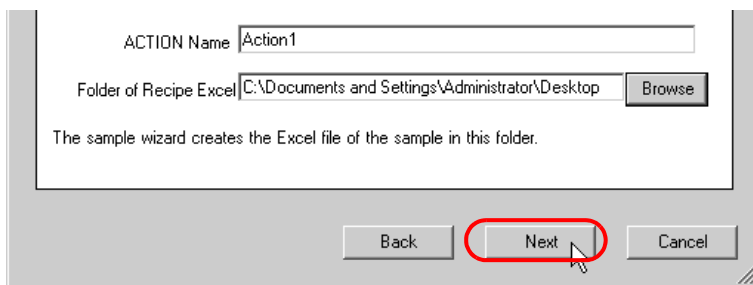 ACTION Name Action1
Folder of Recipe Excel C:\Documents and Settings\Administrator\Desktop Browse
The sample wizard creates the Excel file of the sample in this folder.
Back Next Cancel